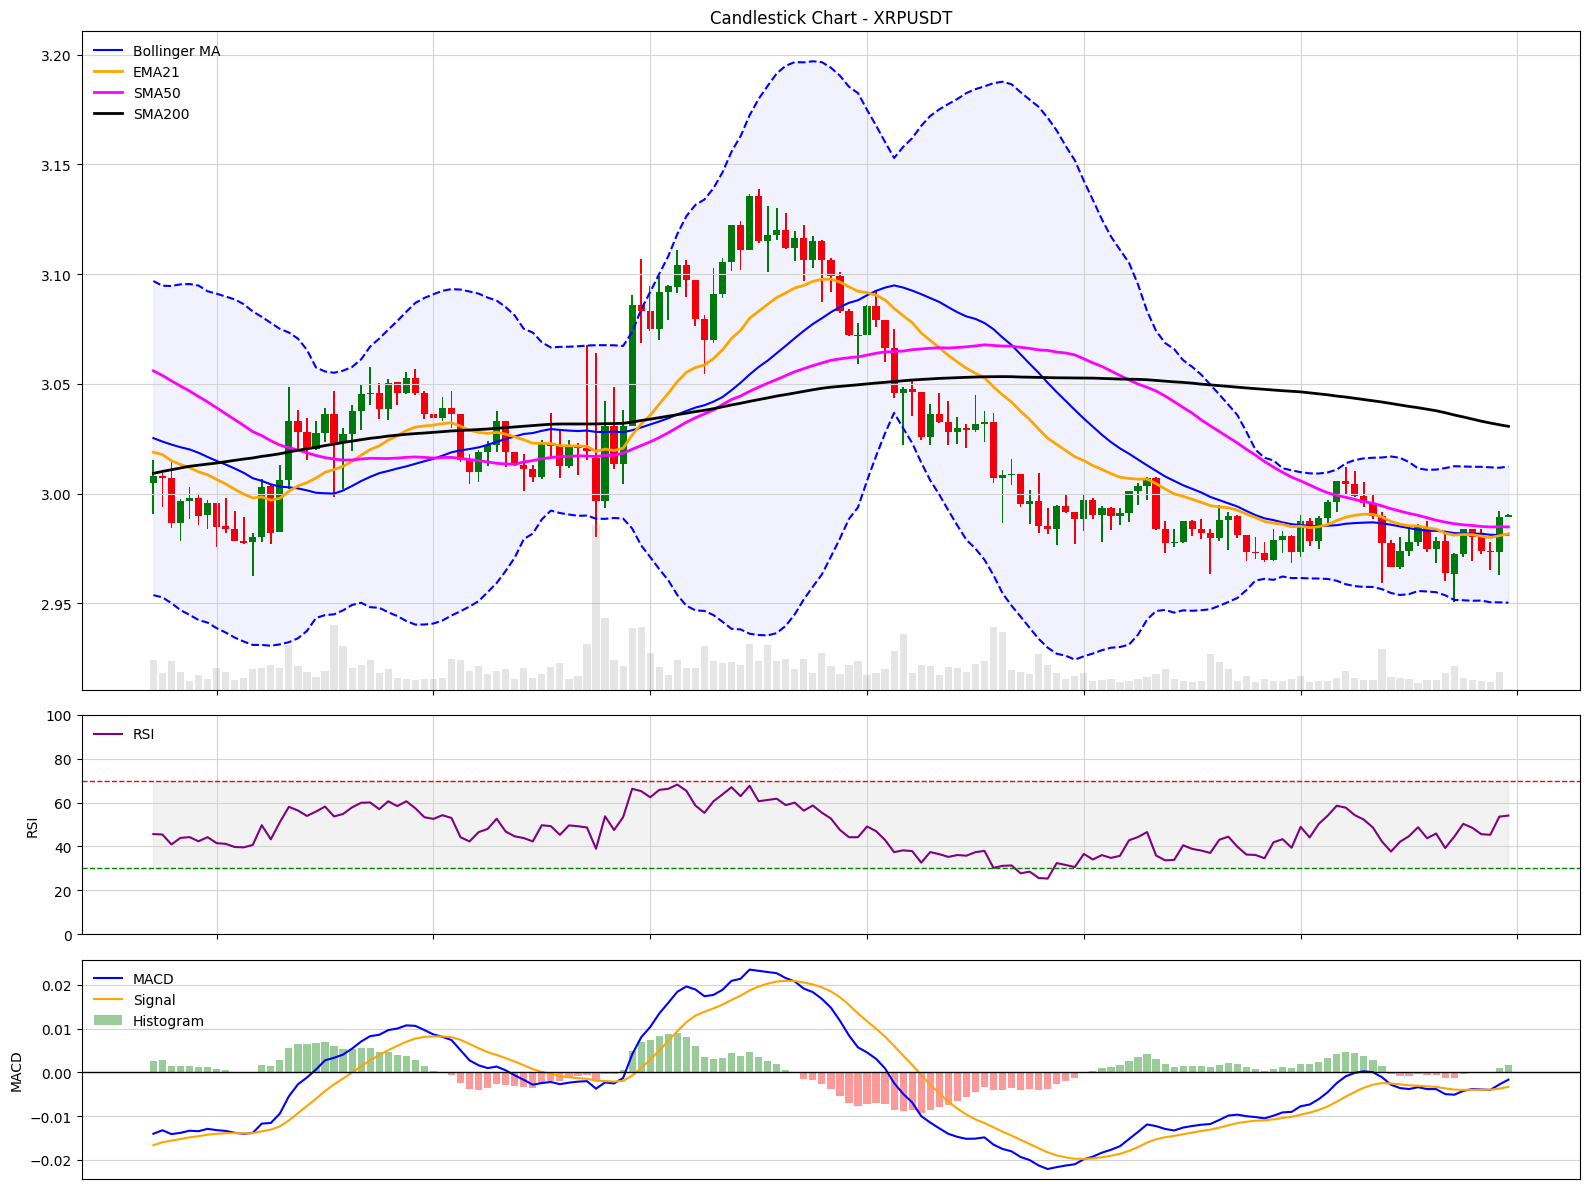 Candlestick Chart - XRPUSDT
Bollinger MA
EMA21
SMA50
SMA200
3.20
3.15
3.10
3.05
3.00
2.95
RSI
100
80
60
40
20
0
RSI
MACD
Signal
Histogram
0.02
0.01
0.00
−0.01
−0.02
MACD